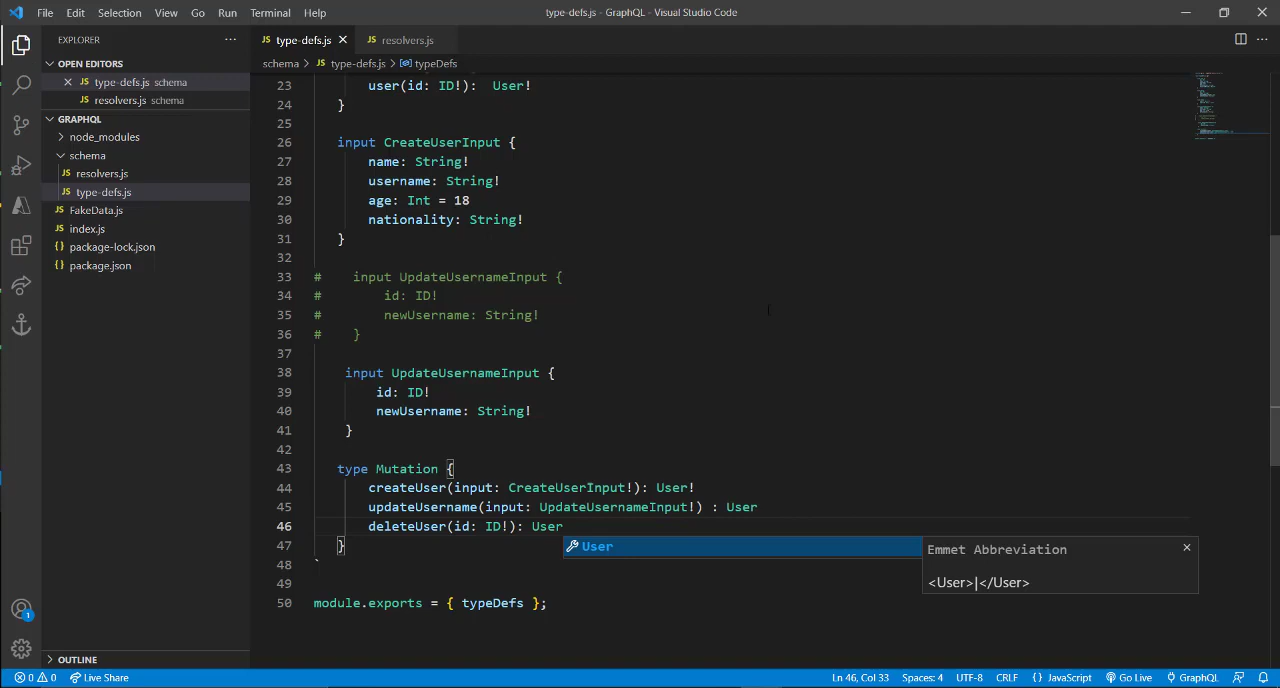 File Edit Selection View Go Run Terminal Help type-defs.js - GraphQL - Visual Studio Code
EXPLORER
OPEN EDITORS
JS type-defs.js schema
JS resolvers.js schema
GRAPHQL
node_modules
schema
JS resolvers.js
JS type-defs.js
JS FakeData.js
JS index.js
{} package-lock.json
{} package.json
OUTLINE
JS type-defs.js JS resolvers.js
schema > JS type-defs.js > typeDefs
23 user(id: ID!): User!
24 }
25
26 input CreateUserInput {
27 name: String!
28 username: String!
29 age: Int = 18
30 nationality: String!
31 }
32
33 # input UpdateUsernameInput {
34 # id: ID!
35 # newUsername: String!
36 # }
37
38 input UpdateUsernameInput {
39 id: ID!
40 newUsername: String!
41 }
42
43 type Mutation {
44 createUser(input: CreateUserInput!): User!
45 updateUsername(input: UpdateUsernameInput!) : User
46 deleteUser(id: ID!): User
47 }
48 `
49
50 module.exports = { typeDefs };
User
Emmet Abbreviation
<User>|</User>
1
0 0 Live Share Ln 46, Col 33 Spaces: 4 UTF-8 CRLF {} JavaScript Go Live GraphQL